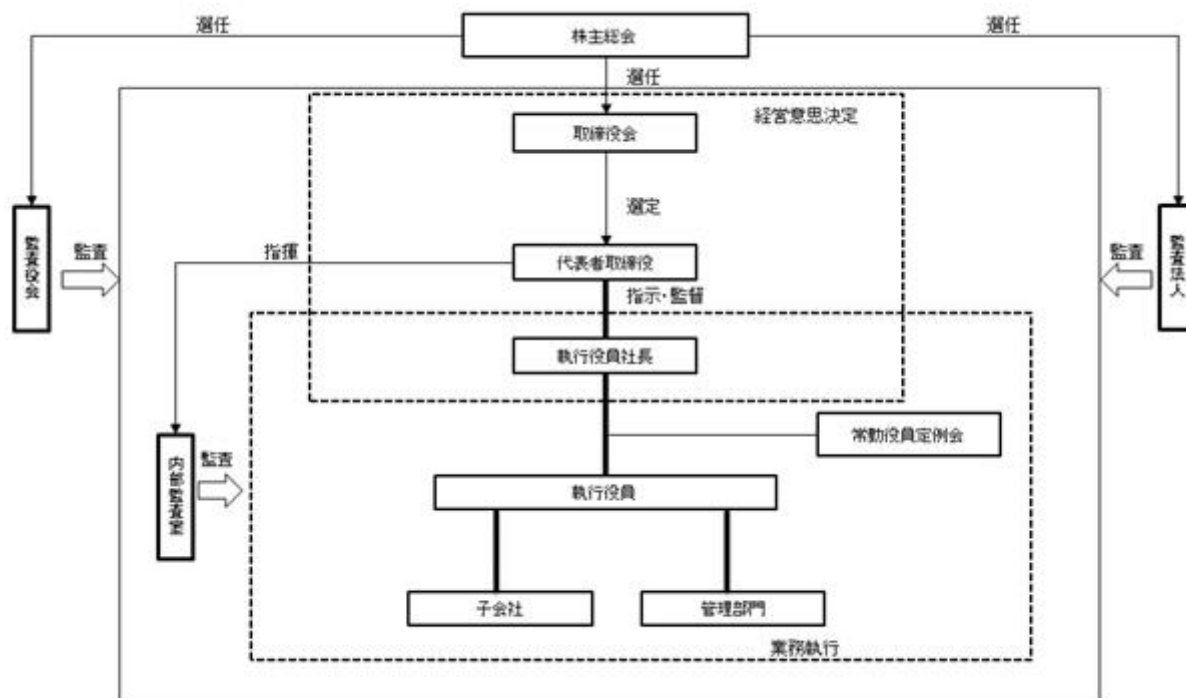 選任
株主総会
選任
選任
経営意思決定
取締役会
選定
監査役会
監査
指揮
代表者取締役
監査
監査法人
指示・監督
執行役員社長
常勤役員定例会
内部監査室
監査
執行役員
子会社
管理部門
業務執行